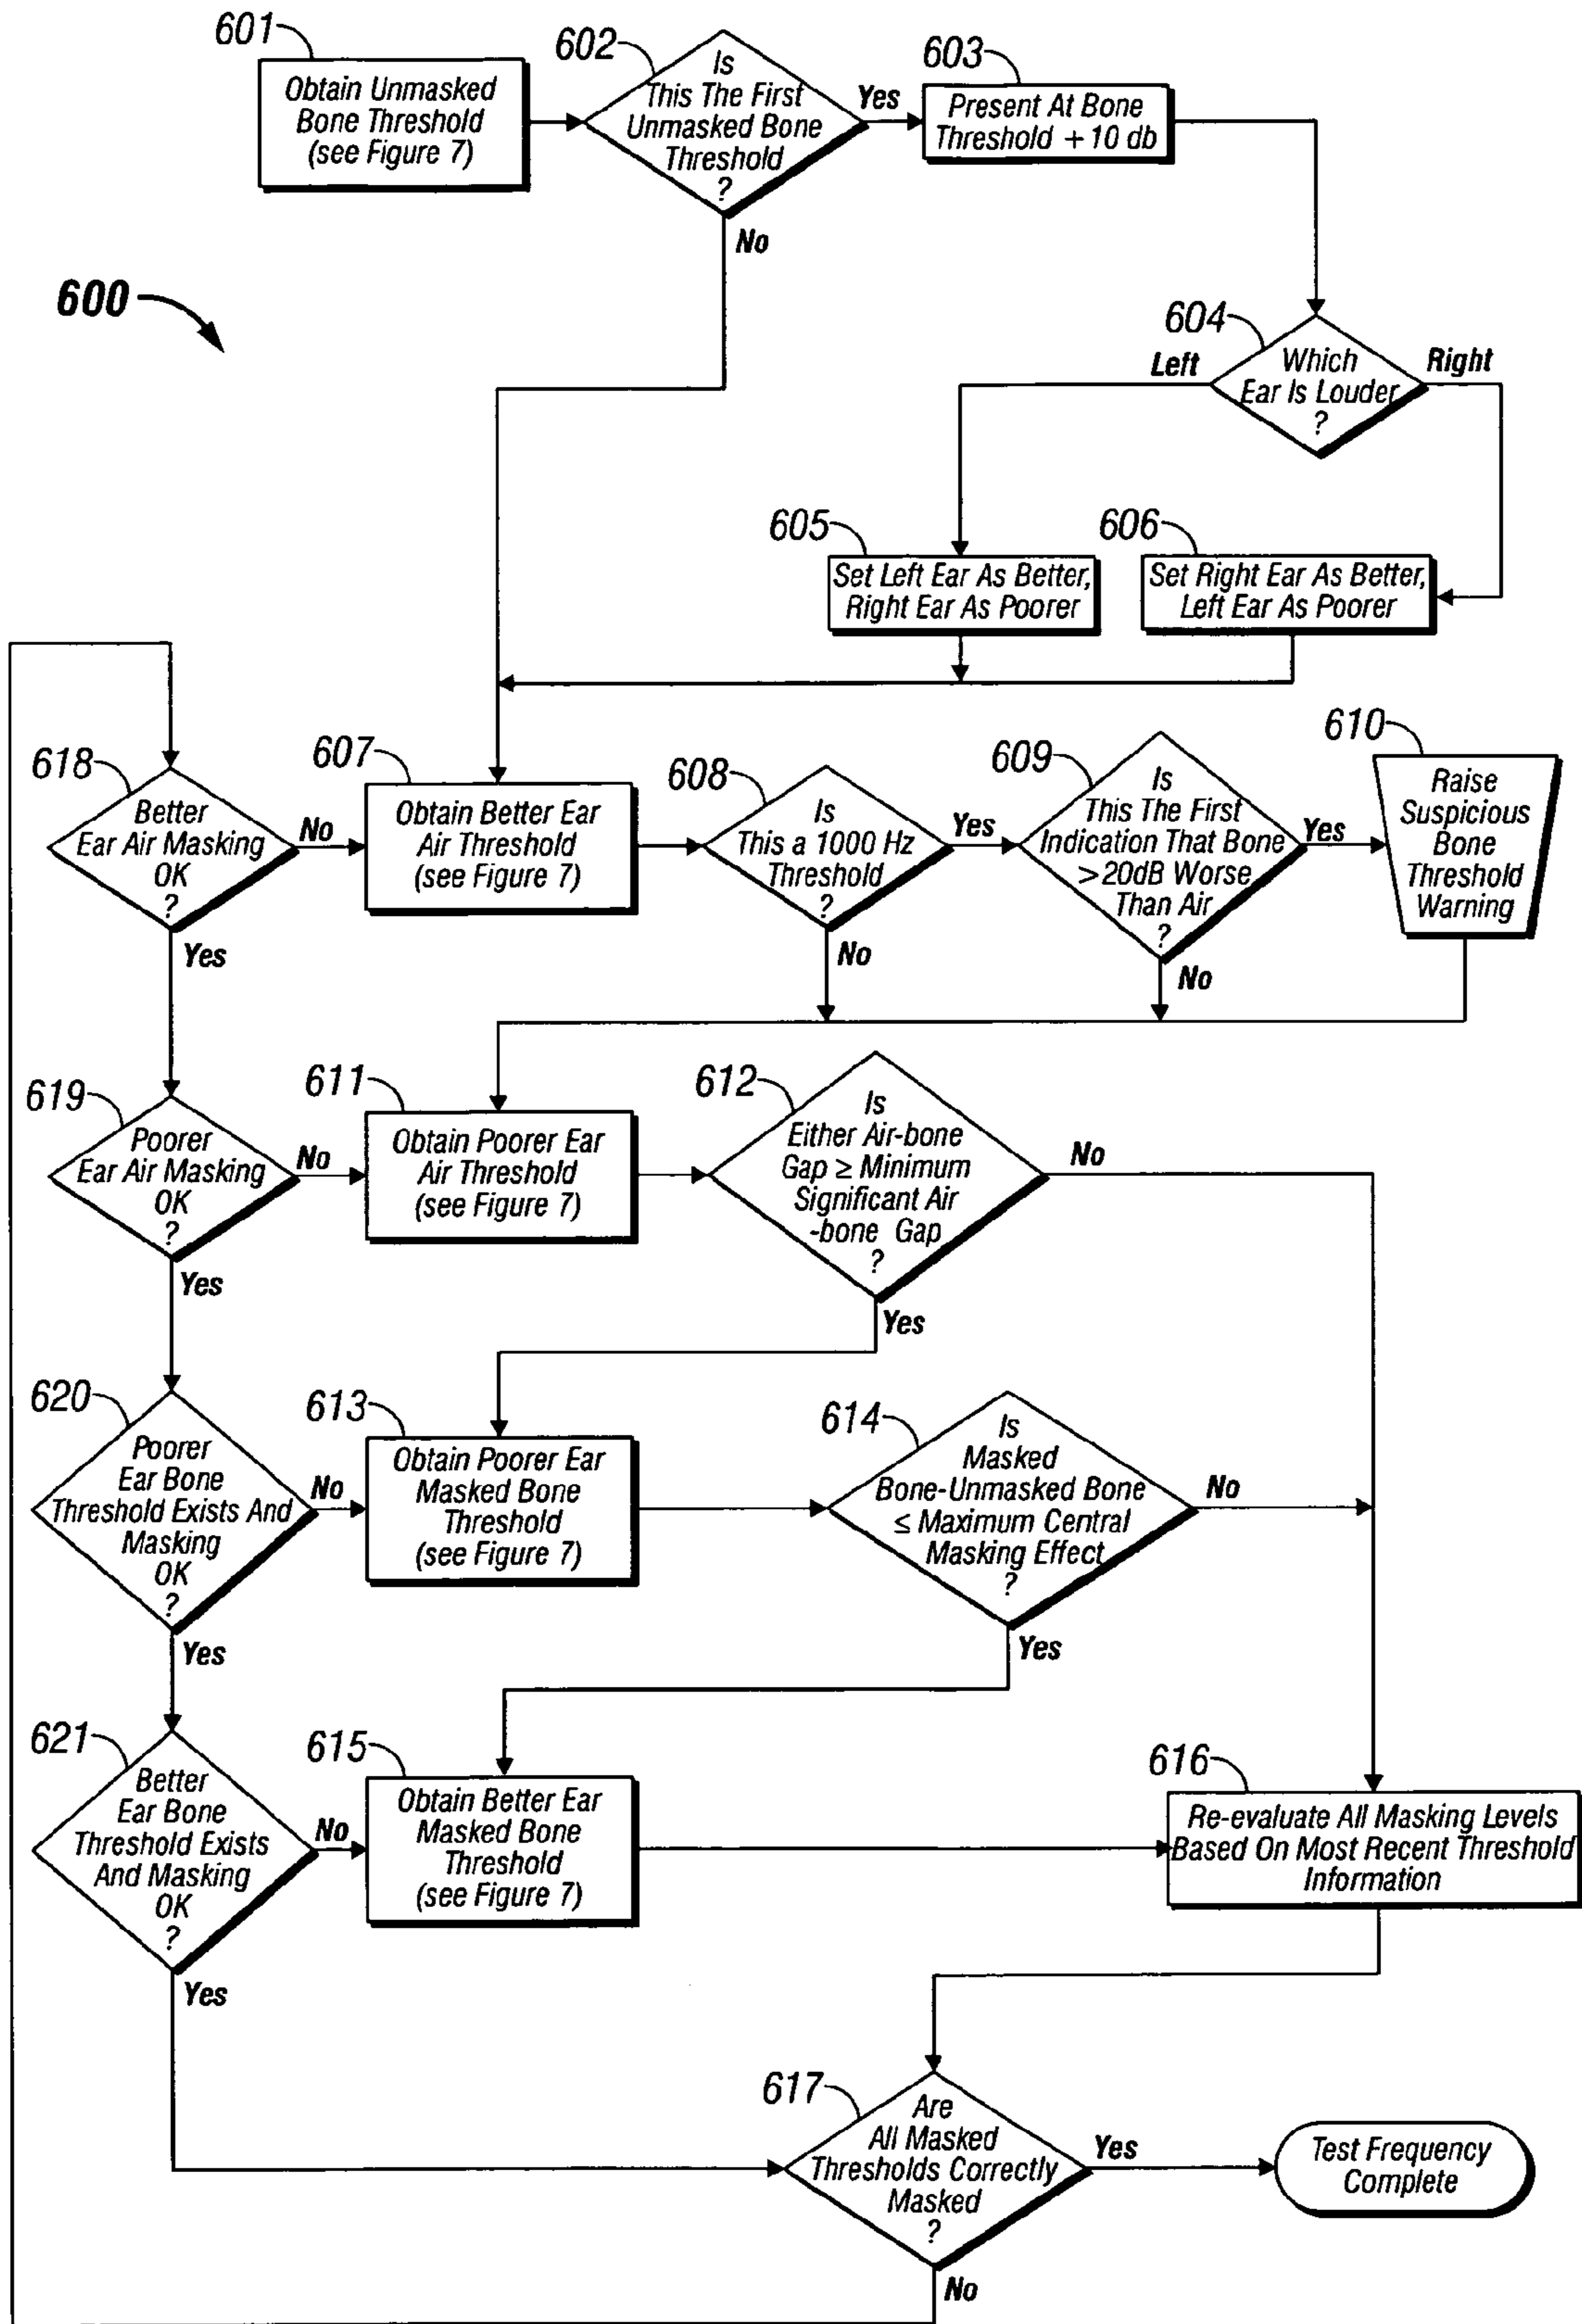 601
Obtain Unmasked
Bone Threshold
(see Figure 7)
602
Is
This The First
Unmasked Bone
Threshold
?
Yes
No
603
Present At Bone
Threshold + 10 db
600
604
Which
Ear Is Louder
?
Left
Right
605
Set Left Ear As Better,
Right Ear As Poorer
606
Set Right Ear As Better,
Left Ear As Poorer
618
Better
Ear Air Masking
OK
?
No
Yes
607
Obtain Better Ear
Air Threshold
(see Figure 7)
608
Is
This a 1000 Hz
Threshold
?
Yes
No
609
Is
This The First
Indication That Bone
>20dB Worse
Than Air
?
Yes
No
610
Raise
Suspicious
Bone
Threshold
Warning
619
Poorer
Ear Air Masking
OK
?
No
Yes
611
Obtain Poorer Ear
Air Threshold
(see Figure 7)
612
Is
Either Air-bone
Gap ≥ Minimum
Significant Air
-bone Gap
?
No
Yes
620
Poorer
Ear Bone
Threshold Exists And
Masking
OK
?
No
Yes
613
Obtain Poorer Ear
Masked Bone
Threshold
(see Figure 7)
614
Is
Masked
Bone-Unmasked Bone
≤ Maximum Central
Masking Effect
?
No
Yes
621
Better
Ear Bone
Threshold Exists
And Masking
OK
?
No
Yes
615
Obtain Better Ear
Masked Bone
Threshold
(see Figure 7)
616
Re-evaluate All Masking Levels
Based On Most Recent Threshold
Information
617
Are
All Masked
Thresholds Correctly
Masked
?
Yes
No
Test Frequency
Complete